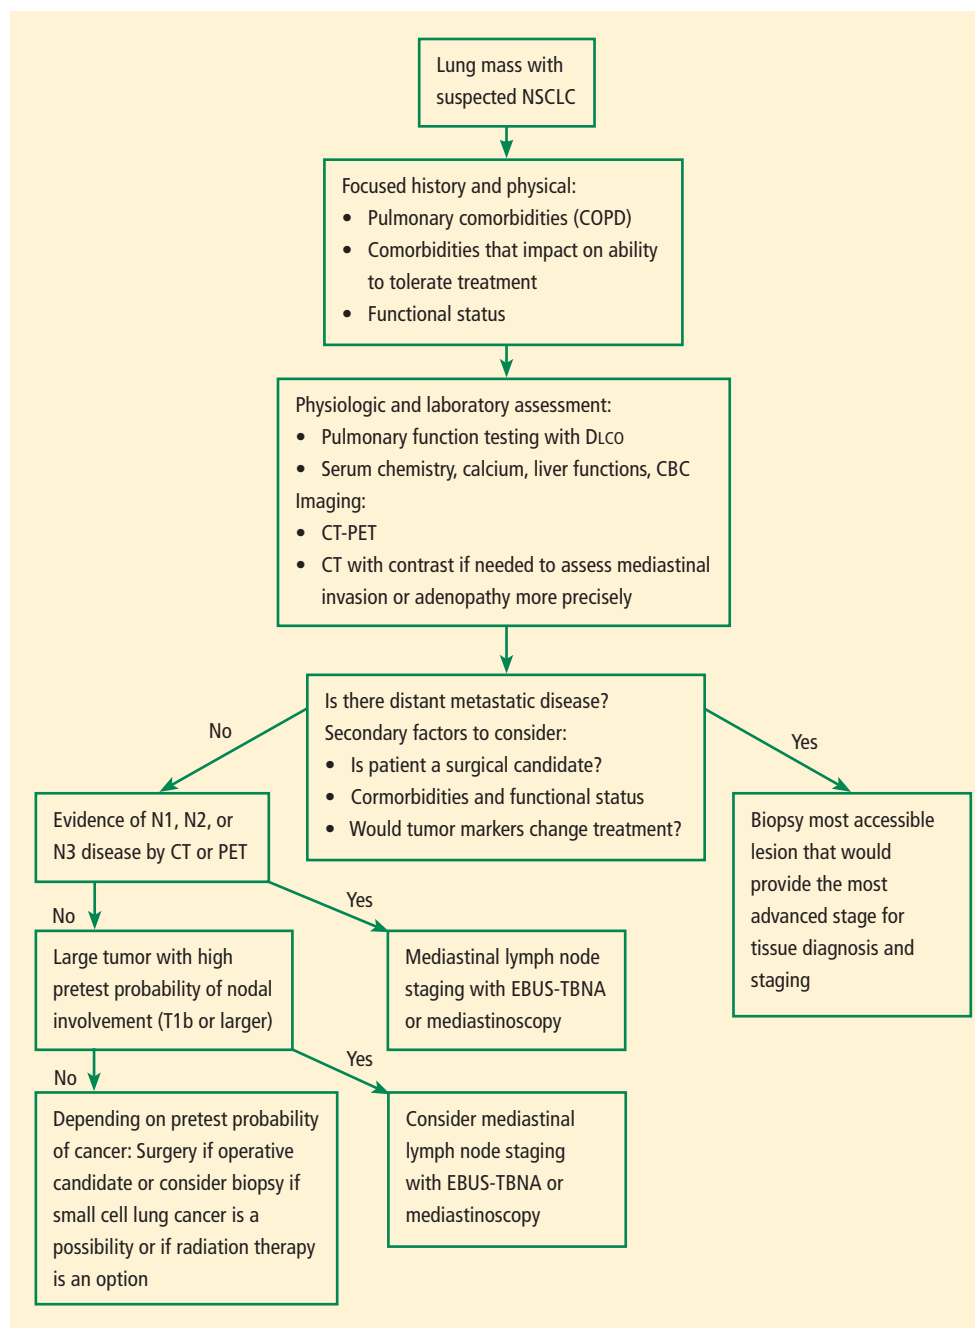 Lung mass with
suspected NSCLC
Focused history and physical:
• Pulmonary comorbidities (COPD)
• Comorbidities that impact on ability
to tolerate treatment
• Functional status
Physiologic and laboratory assessment:
• Pulmonary function testing with DLCO
• Serum chemistry, calcium, liver functions, CBC
Imaging:
• CT-PET
• CT with contrast if needed to assess mediastinal
invasion or adenopathy more precisely
Is there distant metastatic disease?
Secondary factors to consider:
• Is patient a surgical candidate?
• Cormorbidities and functional status
• Would tumor markers change treatment?
No
Yes
Evidence of N1, N2, or
N3 disease by CT or PET
Biopsy most accessible
lesion that would
provide the most
advanced stage for
tissue diagnosis and
staging
No
Yes
Large tumor with high
pretest probability of nodal
involvement (T1b or larger)
Mediastinal lymph node
staging with EBUS-TBNA
or mediastinoscopy
No
Yes
Depending on pretest probability
of cancer: Surgery if operative
candidate or consider biopsy if
small cell lung cancer is a
possibility or if radiation therapy
is an option
Consider mediastinal
lymph node staging
with EBUS-TBNA or
mediastinoscopy